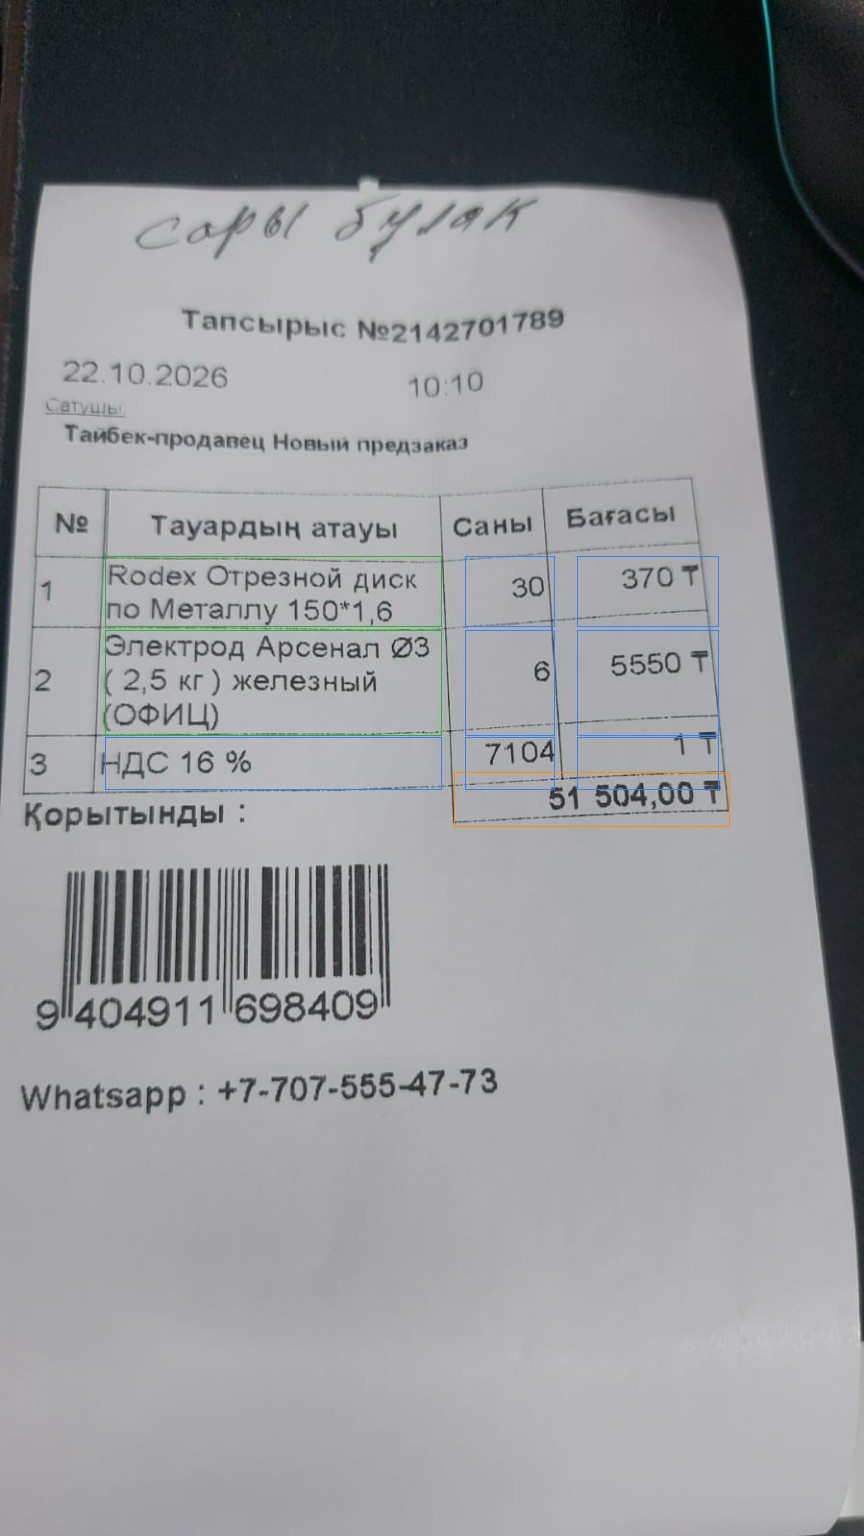 сары булак
Тапсырыс №2142701789
22.10.2026 10:10
Сатушы:
Тайбек-продавец Новый предзаказ
№ Тауардың атауы Саны Бағасы
1 Rodex Отрезной диск по Металлу 150*1,6 30 370 ₸
2 Электрод Арсенал Ø3 ( 2,5 кг ) железный (ОФИЦ) 6 5550 ₸
3 НДС 16 % 7104 1 ₸
Қорытынды : 51 504,00 ₸
9 404911 698409
Whatsapp : +7-707-555-47-73